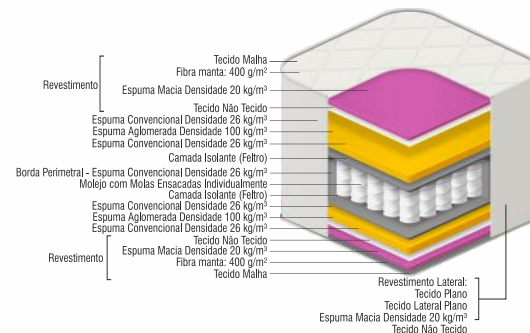 Tecido Malha
Fibra manta: 400 g/m²
Revestimento
Espuma Macia Densidade 20 kg/m³
Tecido Não Tecido
Espuma Convencional Densidade 26 kg/m³
Espuma Aglomerada Densidade 100 kg/m³
Espuma Convencional Densidade 26 kg/m³
Camada Isolante (Feltro)
Borda Perimetral - Espuma Convencional Densidade 26 kg/m³
Molejo com Molas Ensacadas Individualmente
Camada Isolante (Feltro)
Espuma Convencional Densidade 26 kg/m³
Espuma Aglomerada Densidade 100 kg/m³
Espuma Convencional Densidade 26 kg/m³
Tecido Não Tecido
Espuma Macia Densidade 20 kg/m³
Revestimento
Fibra manta: 400 g/m²
Tecido Malha
Revestimento Lateral:
Tecido Plano
Tecido Lateral Plano
Espuma Macia Densidade 20 kg/m³
Tecido Não Tecido